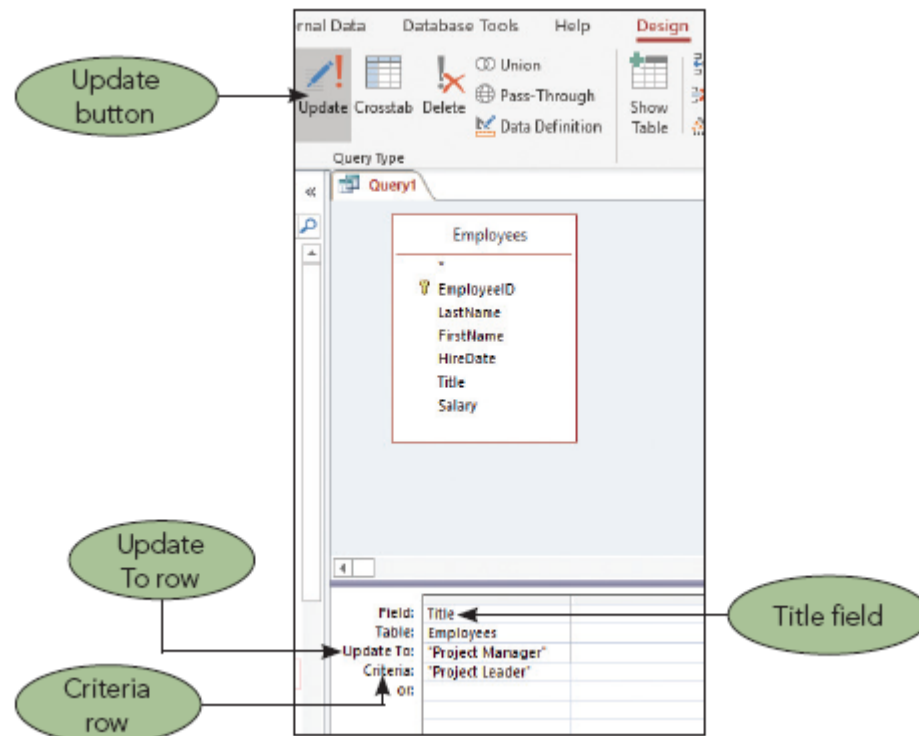 rnal Data Database Tools Help Design
Update button
Update Crosstab Delete
Union
Pass-Through
Data Definition
Show Table
Query Type
«
Query1
Employees
*
EmployeeID
LastName
FirstName
HireDate
Title
Salary
Update To row
Field: Title
Title field
Table: Employees
Update To: "Project Manager"
Criteria: "Project Leader"
or:
Criteria row